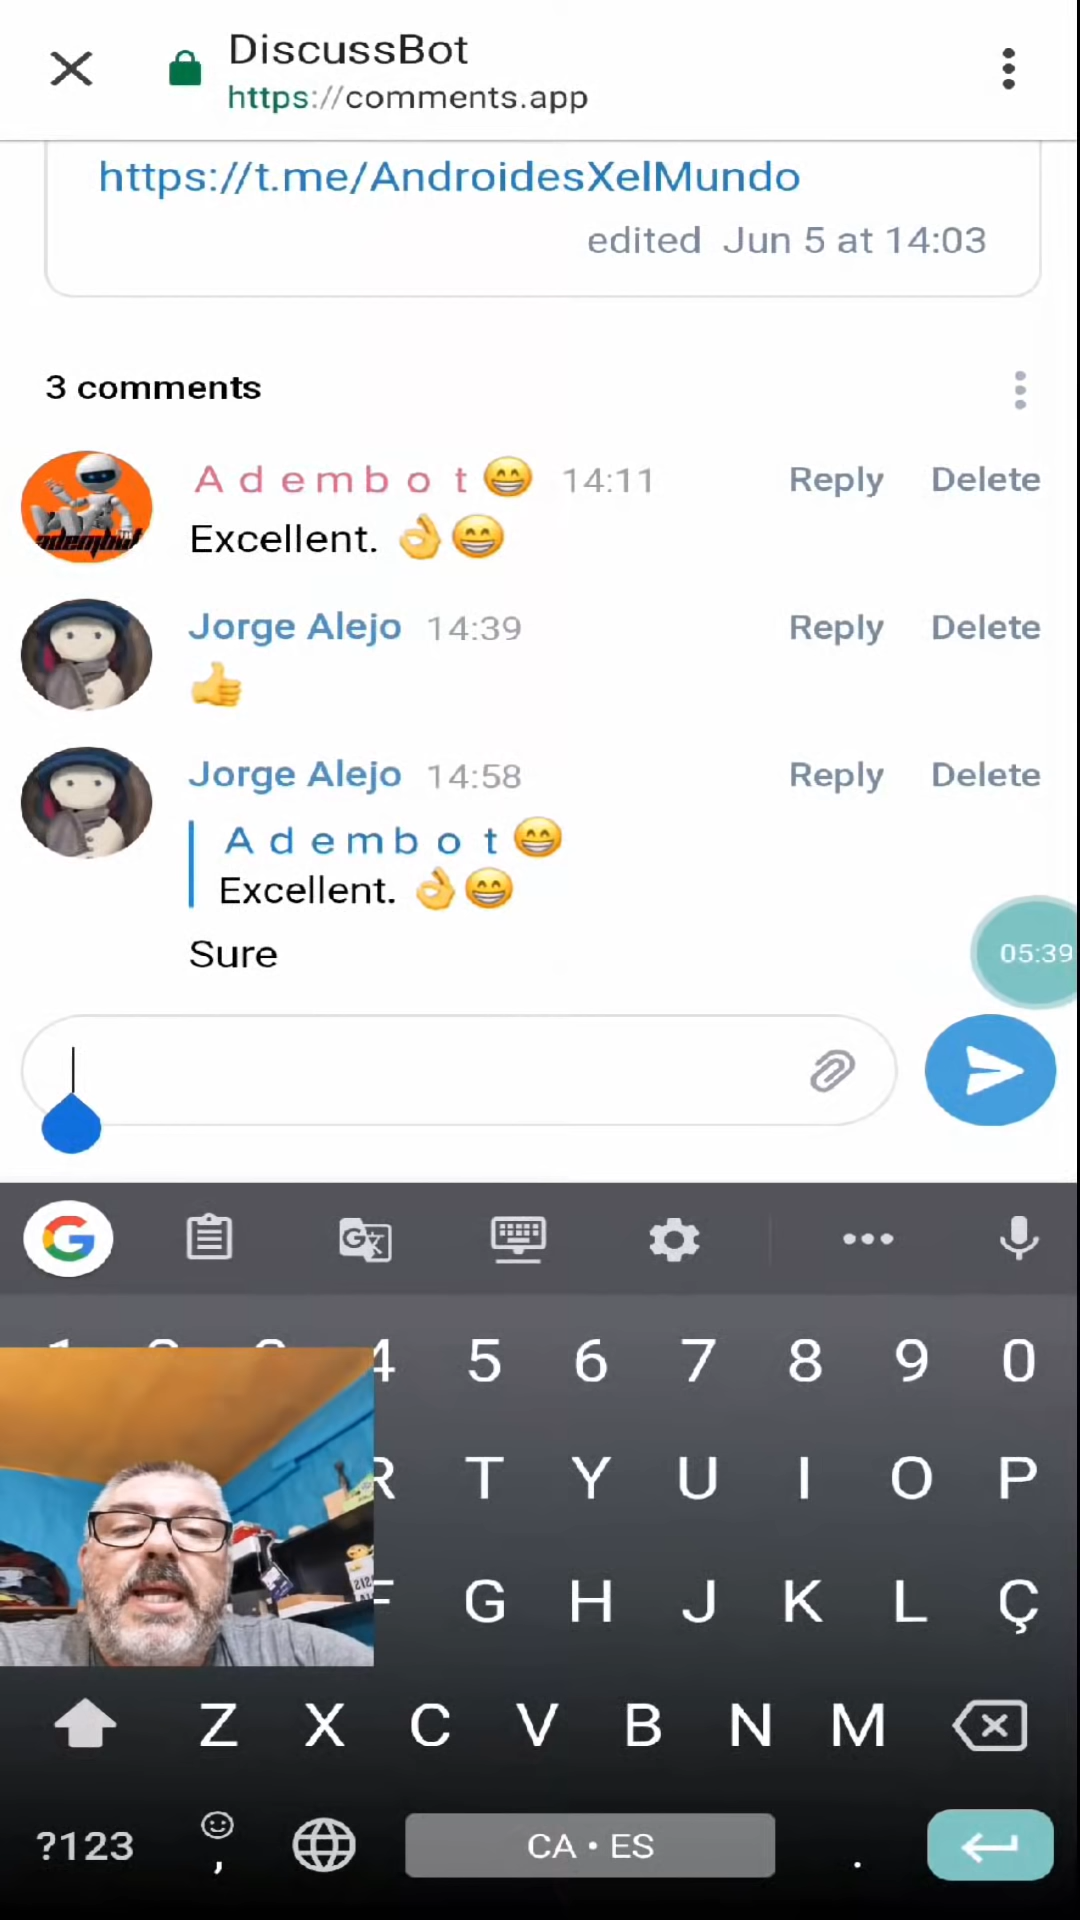 DiscussBot
https://comments.app
https://t.me/AndroidesXelMundo
edited Jun 5 at 14:03
3 comments
A d e m b o t😁 14:11 Reply Delete
Excellent. 👌😁
adembot
Jorge Alejo 14:39 Reply Delete
👍
Jorge Alejo 14:58 Reply Delete
A d e m b o t😁
Excellent. 👌😁
Sure
05:39
4 5 6 7 8 9 0
R T Y U I O P
F G H J K L Ç
Z X C V B N M
?123 , CA • ES .